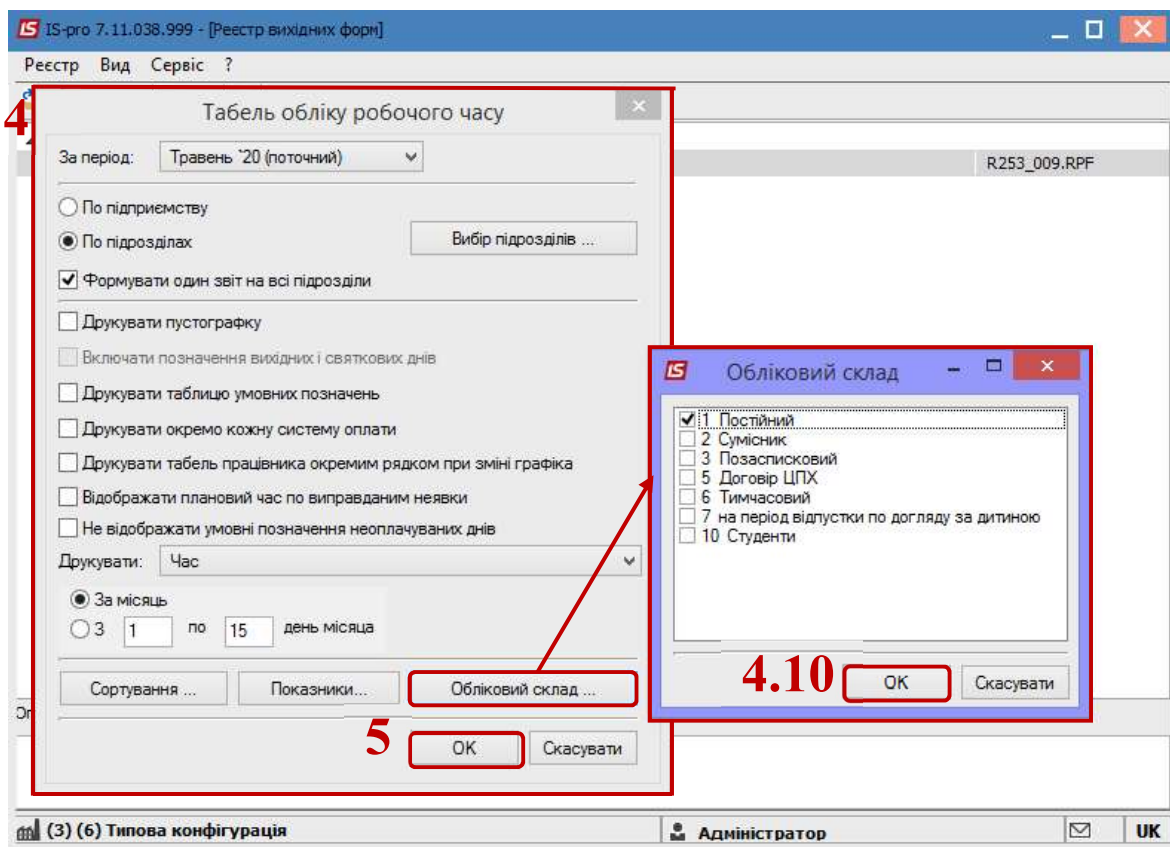 IS-pro 7.11.038.999 - [Реєстр вихідних форм]
Реєстр Вид Сервіс ?
4
Табель обліку робочого часу
За період: Травень `20 (поточний)
R253_009.RPF
По підприємству
По підрозділах
Вибір підрозділів ...
Формувати один звіт на всі підрозділи
Друкувати пустографку
Включати позначення вихідних і святкових днів
Друкувати таблицю умовних позначень
Друкувати окремо кожну систему оплати
Друкувати табель працівника окремим рядком при зміні графіка
Відображати плановий час по виправданим неявки
Не відображати умовні позначення неоплачуваних днів
Друкувати: Час
За місяць
З 1 по 15 день місяца
Сортування ... Показники... Обліковий склад ...
5
OK Скасувати
Обліковий склад
1 Постійний
2 Сумісник
3 Позасписковий
5 Договір ЦПХ
6 Тимчасовий
7 на період відпустки по догляду за дитиною
10 Студенти
4.10
OK Скасувати
(3) (6) Типова конфігурація
Адміністратор
UK